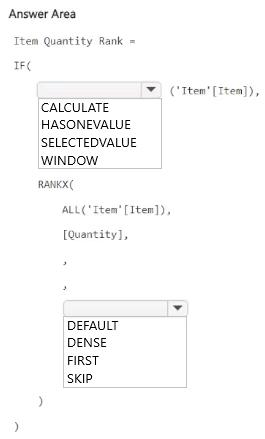 Answer Area
Item Quantity Rank =
IF(
('Item'[Item]),
CALCULATE
HASONEVALUE
SELECTEDVALUE
WINDOW
RANKX(
ALL('Item'[Item]),
[Quantity],
,
,
DEFAULT
DENSE
FIRST
SKIP
)
)